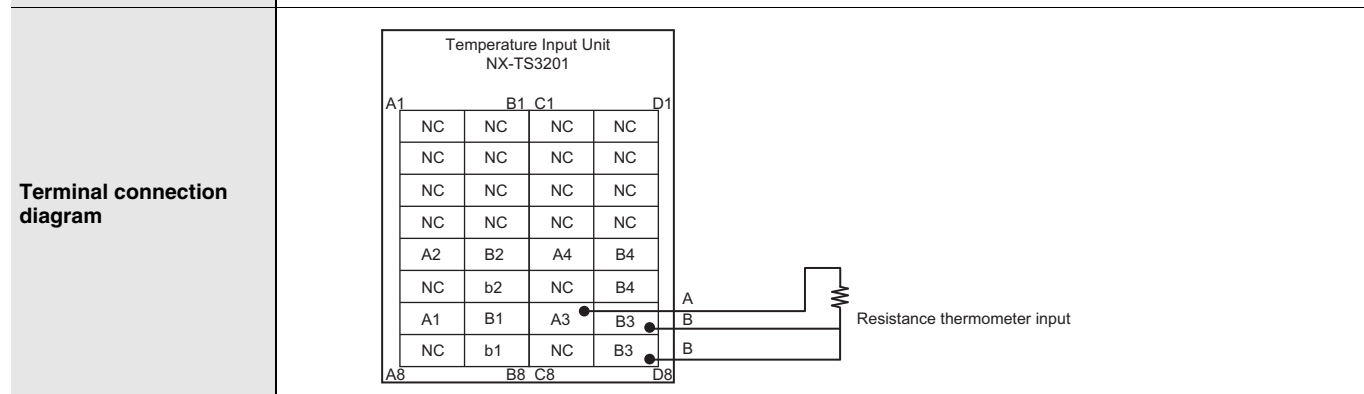 Terminal connection
diagram
Temperature Input Unit
NX-TS3201
A1 B1 C1 D1
NC NC NC NC
NC NC NC NC
NC NC NC NC
NC NC NC NC
A2 B2 A4 B4
NC b2 NC B4
A1 B1 A3 B3
NC b1 NC B3
A8 B8 C8 D8
A
B
B
Resistance thermometer input